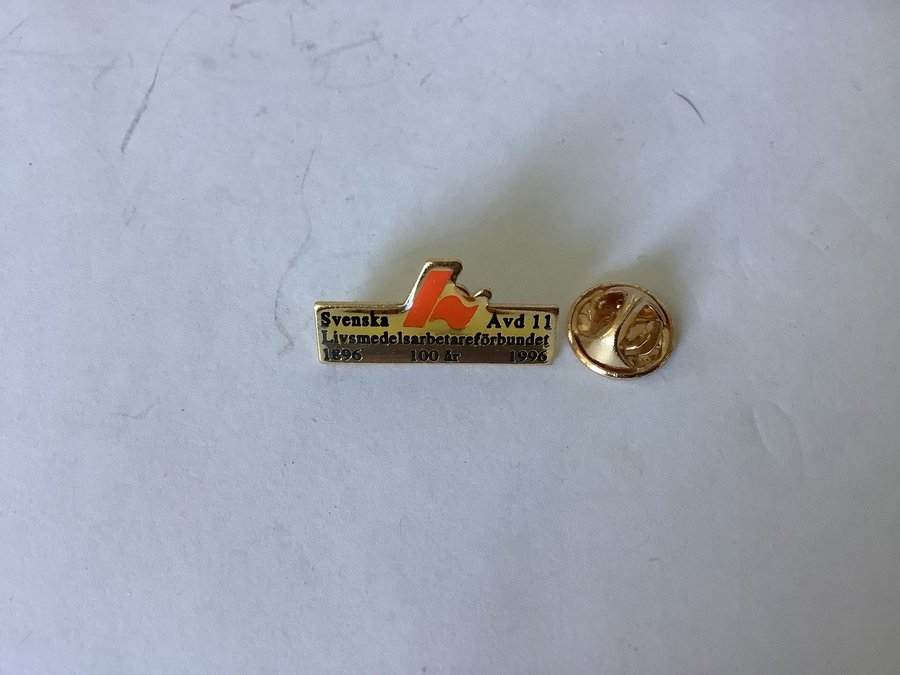 Svenska Avd 11
Livsmedelsarbetareförbundet
1896 100 år 1996